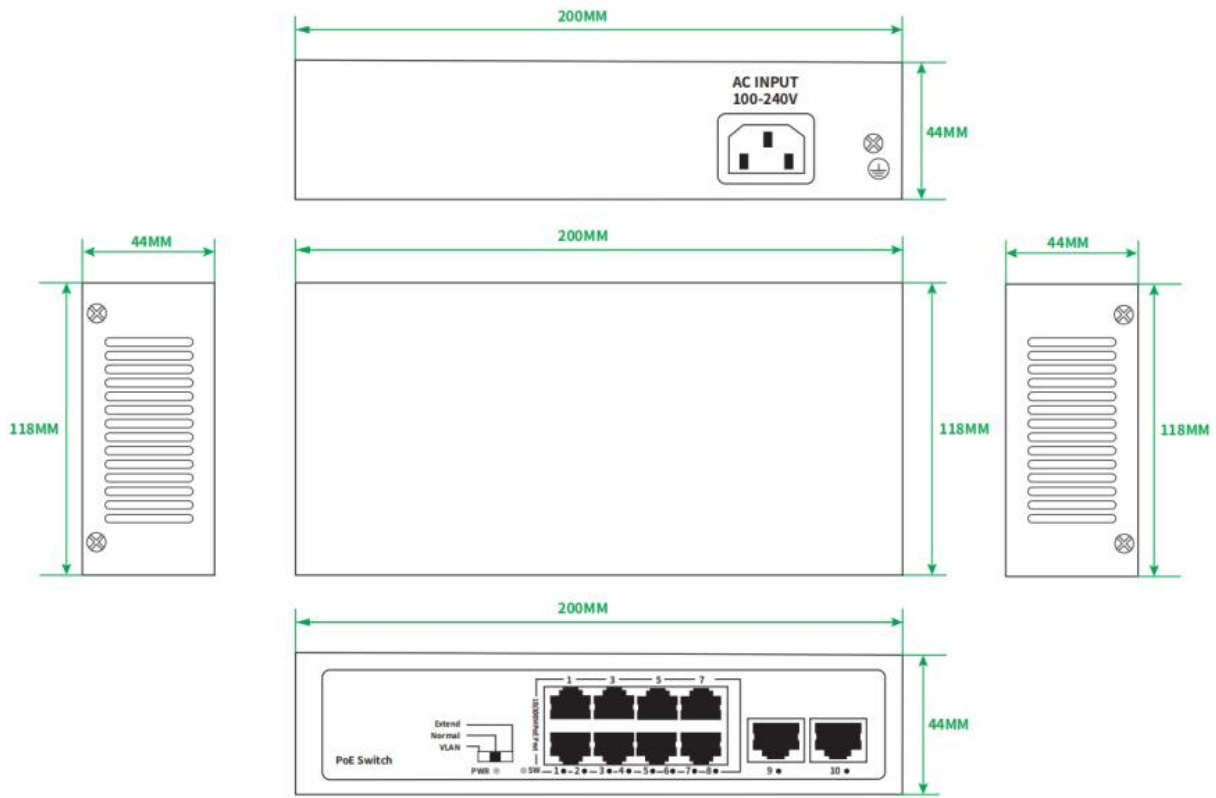 200MM
AC INPUT
100-240V
44MM
44MM
200MM
44MM
118MM
118MM
118MM
200MM
1 3 5 7
Extend
Normal
VLAN
44MM
PoE Switch
PWR
SW
1 2 3 4 5 6 7 8
9
10